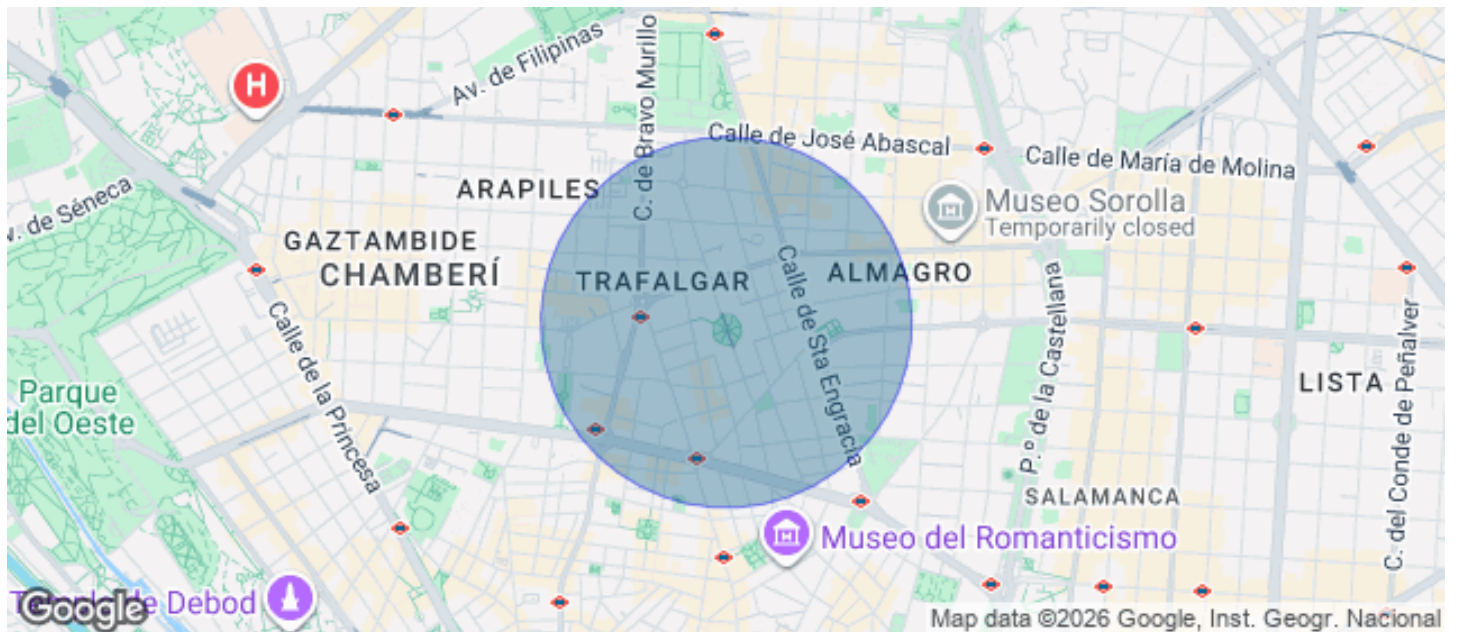 H
Av. de Filipinas
C. de Bravo Murillo
Calle de José Abascal
Calle de María de Molina
v. de Séneca
ARAPILES
Museo Sorolla
Temporarily closed
GAZTAMBIDE
CHAMBERÍ
TRAFALGAR
ALMAGRO
Calle de Sta Engracia
P.º de la Castellana
Calle de la Princesa
C. del Conde de Peñalver
LISTA
Parque
del Oeste
SALAMANCA
Museo del Romanticismo
Templo de Debod
Google
Map data ©2026 Google, Inst. Geogr. Nacional